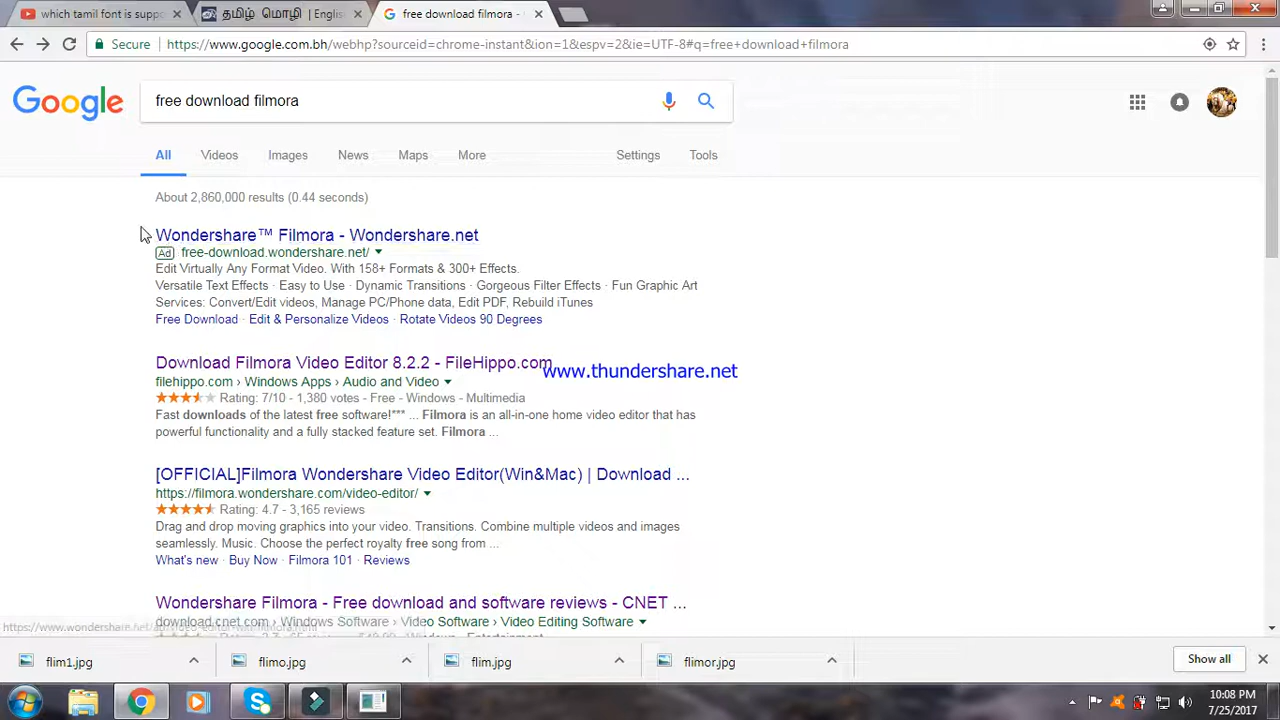 which tamil font is suppo
தமிழ் மொழி | English
free download filmora -
Secure
https://www.google.com.bh/webhp?sourceid=chrome-instant&ion=1&espv=2&ie=UTF-8#q=free+download+filmora
Google
free download filmora
All
Videos
Images
News
Maps
More
Settings
Tools
About 2,860,000 results (0.44 seconds)
Wondershare™ Filmora - Wondershare.net
Ad free-download.wondershare.net/
Edit Virtually Any Format Video. With 158+ Formats & 300+ Effects.
Versatile Text Effects · Easy to Use · Dynamic Transitions · Gorgeous Filter Effects · Fun Graphic Art
Services: Convert/Edit videos, Manage PC/Phone data, Edit PDF, Rebuild iTunes
Free Download · Edit & Personalize Videos · Rotate Videos 90 Degrees
Download Filmora Video Editor 8.2.2 - FileHippo.com
www.thundershare.net
filehippo.com › Windows Apps › Audio and Video
Rating: 7/10 - 1,380 votes - Free - Windows - Multimedia
Fast downloads of the latest free software!*** ... Filmora is an all-in-one home video editor that has
powerful functionality and a fully stacked feature set. Filmora ...
[OFFICIAL]Filmora Wondershare Video Editor(Win&Mac) | Download ...
https://filmora.wondershare.com/video-editor/
Rating: 4.7 - 3,165 reviews
Drag and drop moving graphics into your video. Transitions. Combine multiple videos and images
seamlessly. Music. Choose the perfect royalty free song from ...
What's new · Buy Now · Filmora 101 · Reviews
Wondershare Filmora - Free download and software reviews - CNET ...
download.cnet.com › Windows Software › Video Software › Video Editing Software
flim1.jpg
flimo.jpg
flim.jpg
flimor.jpg
Show all
10:08 PM
7/25/2017